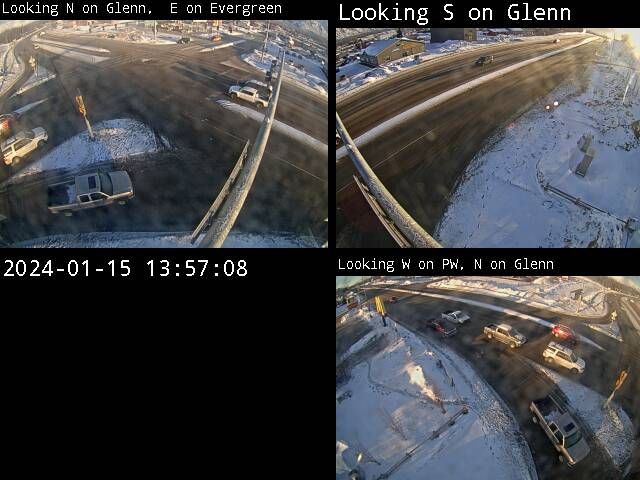 Looking N on Glenn,  E on Evergreen
Looking S on Glenn
2024-01-15 13:57:08
Looking W on PW, N on Glenn